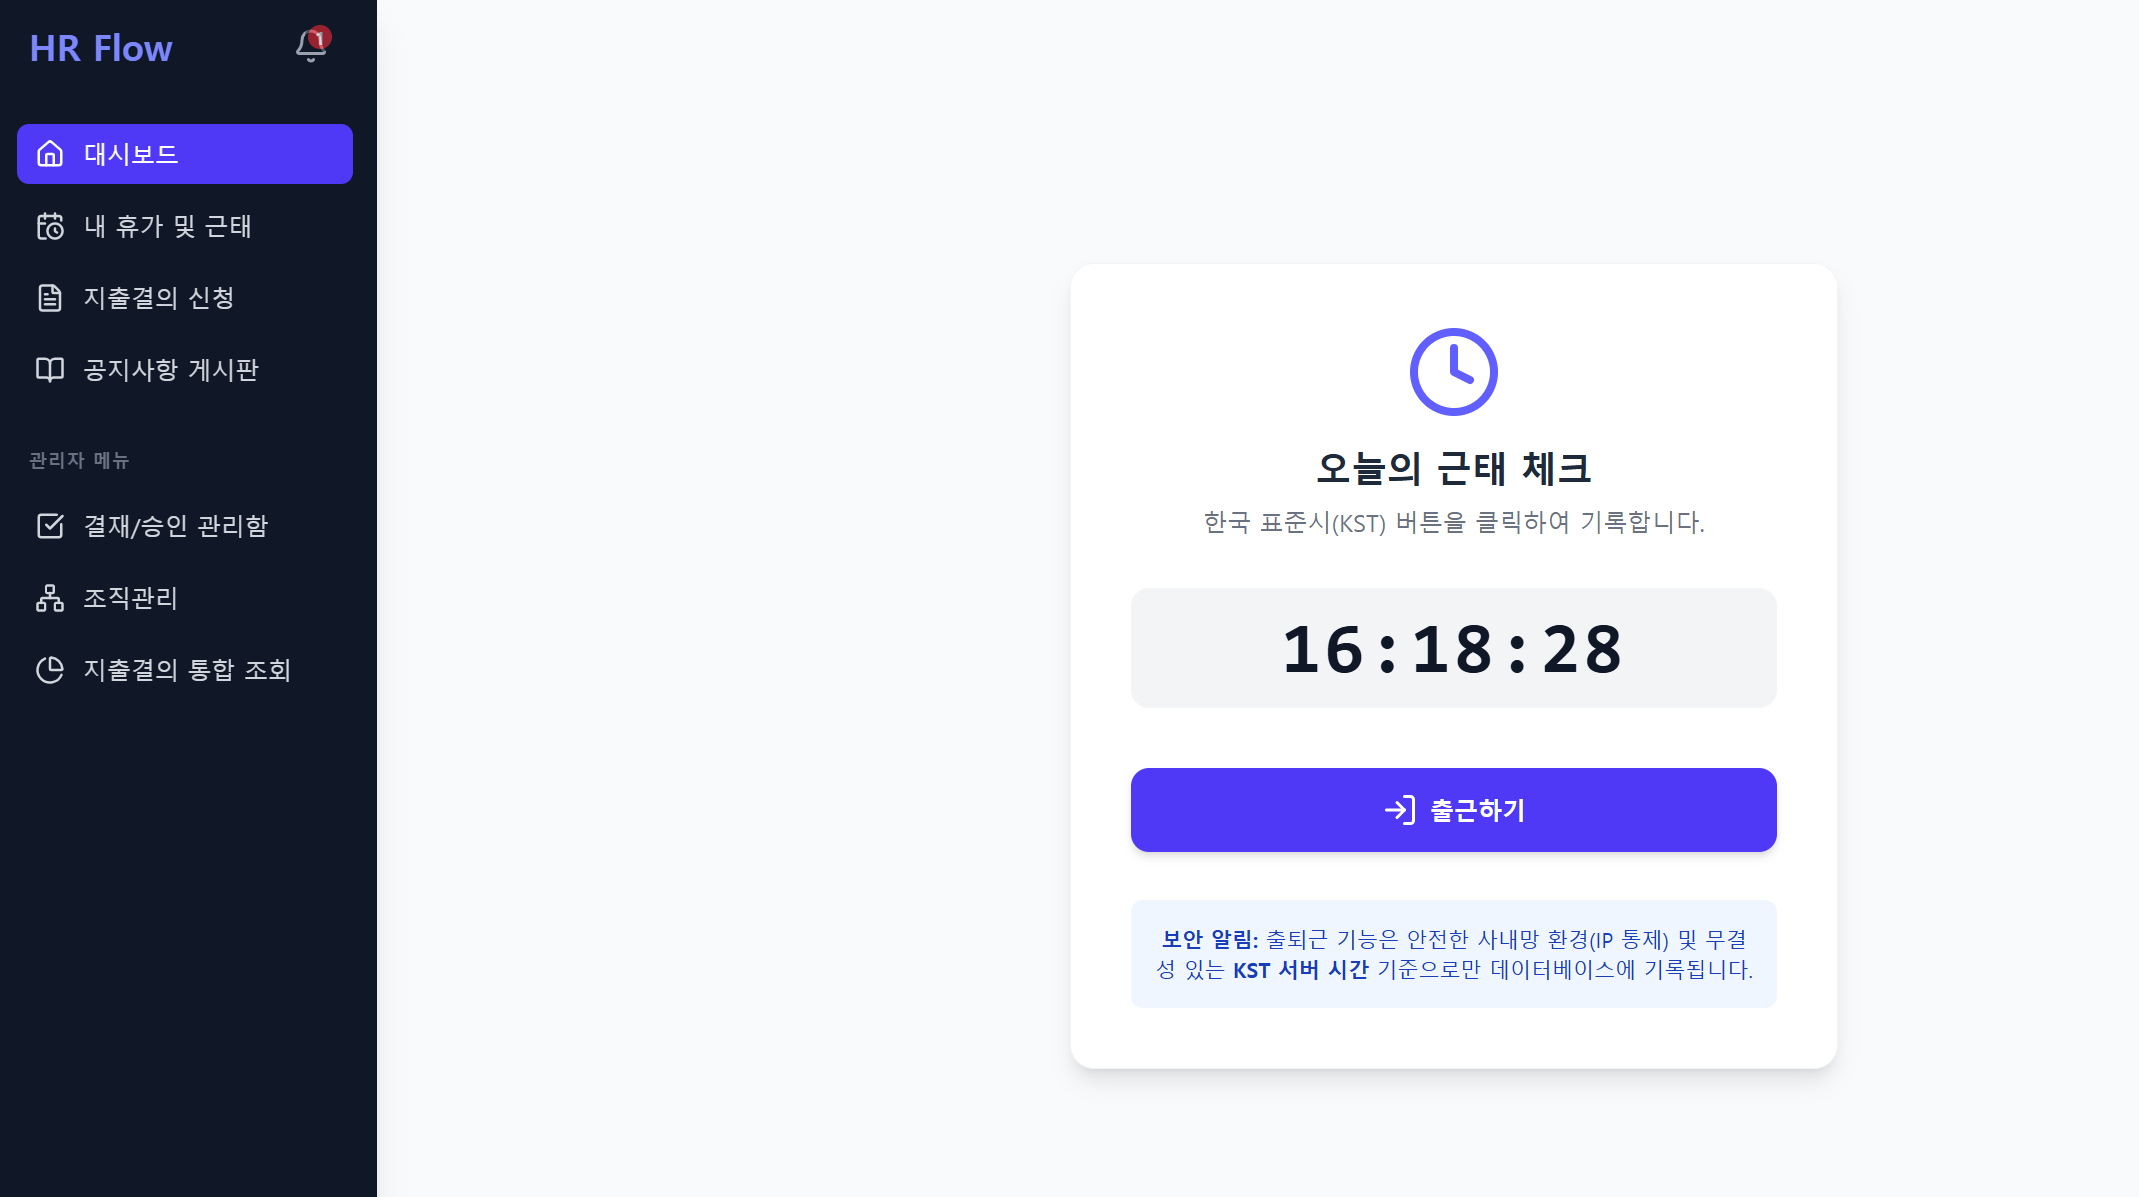 HR Flow
1
대시보드
내 휴가 및 근태
지출결의 신청
공지사항 게시판
관리자 메뉴
결재/승인 관리함
조직관리
지출결의 통합 조회
오늘의 근태 체크
한국 표준시(KST) 버튼을 클릭하여 기록합니다.
16:18:28
출근하기
보안 알림: 출퇴근 기능은 안전한 사내망 환경(IP 통제) 및 무결
성 있는 KST 서버 시간 기준으로만 데이터베이스에 기록됩니다.